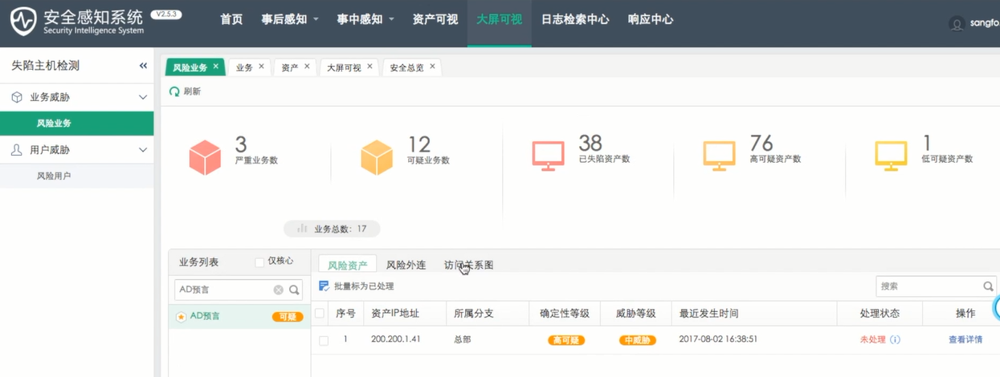 安全感知系统 V2.5.3
Security Intelligence System
首页 事后感知 事中感知 资产可视 大屏可视 日志检索中心 响应中心 sangfo
失陷主机检测 «
业务威胁
风险业务
用户威胁
风险用户
风险业务 × 业务 × 资产 × 大屏可视 × 安全总览 ×
刷新
3 严重业务数
12 可疑业务数
38 已失陷资产数
76 高可疑资产数
1 低可疑资产数
业务总数: 17
业务列表 仅核心
AD预言
AD预言 可疑
风险资产 风险外连 访问关系图
批量标为已处理 搜索
序号 资产IP地址 所属分支 确定性等级 威胁等级 最近发生时间 处理状态 操作
1 200.200.1.41 总部 高可疑 中威胁 2017-08-02 16:38:51 未处理 查看详情